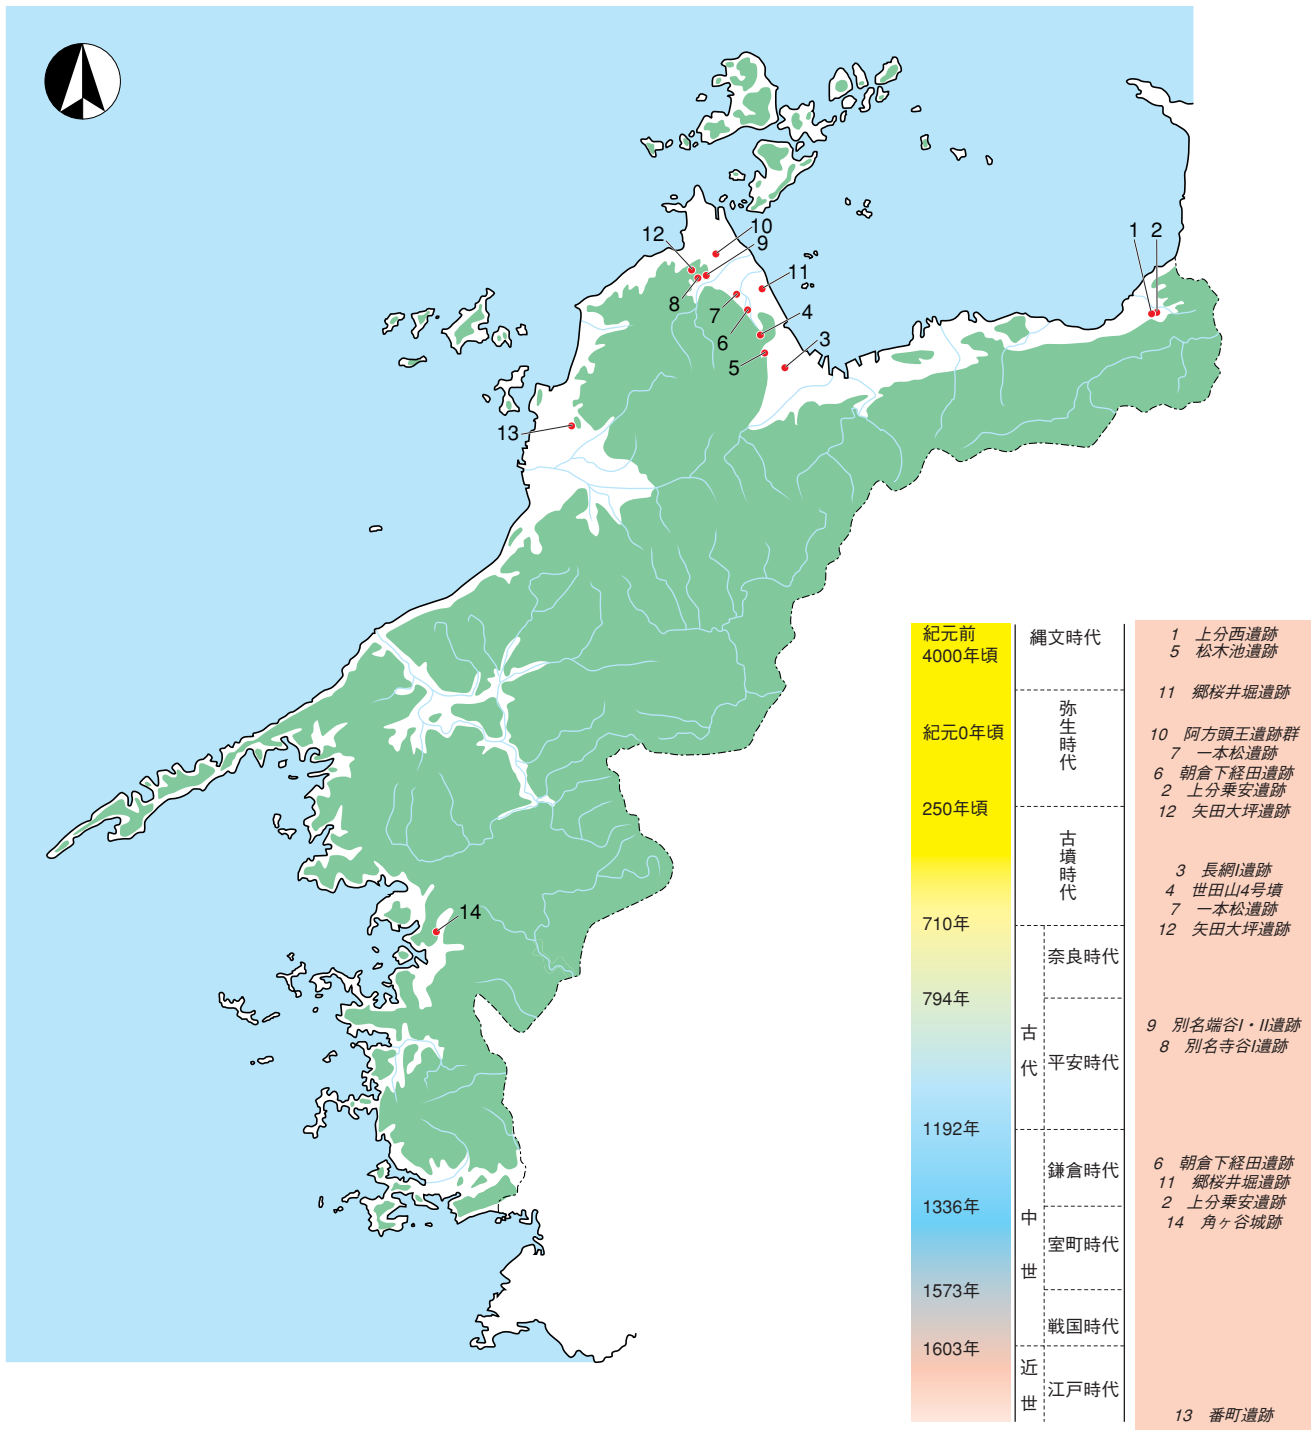 1 2
10
12
9
11
8
7
4
6
3
5
13
14
紀元前
4000年頃
紀元0年頃
250年頃
710年
794年
1192年
1336年
1573年
1603年
縄文時代
弥生時代
古墳時代
古代
奈良時代
平安時代
中世
鎌倉時代
室町時代
戦国時代
近世
江戸時代
1 上分西遺跡
5 松木池遺跡
11 郷桜井堀遺跡
10 阿方頭王遺跡群
7 一本松遺跡
6 朝倉下経田遺跡
2 上分乗安遺跡
12 矢田大坪遺跡
3 長網I遺跡
4 世田山4号墳
7 一本松遺跡
12 矢田大坪遺跡
9 別名端谷I・II遺跡
8 別名寺谷I遺跡
6 朝倉下経田遺跡
11 郷桜井堀遺跡
2 上分乗安遺跡
14 角ヶ谷城跡
13 番町遺跡